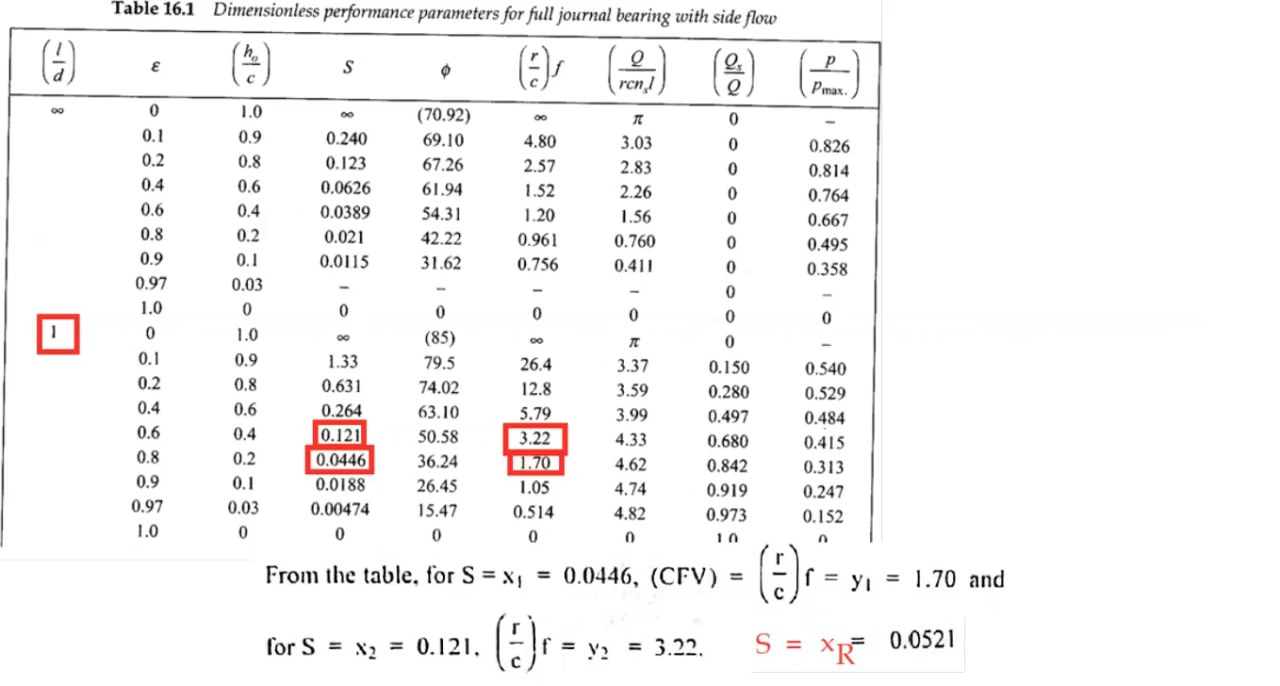 Table 16.1 Dimensionless performance parameters for full journal bearing with side flow
(l/d) ε (h₀/c) S ϕ (r/c) f (Q/rcnₛl) (Qₛ/Q) (p/pmax.)
∞ 0 1.0 ∞ (70.92) ∞ π 0 –
0.1 0.9 0.240 69.10 4.80 3.03 0 0.826
0.2 0.8 0.123 67.26 2.57 2.83 0 0.814
0.4 0.6 0.0626 61.94 1.52 2.26 0 0.764
0.6 0.4 0.0389 54.31 1.20 1.56 0 0.667
0.8 0.2 0.021 42.22 0.961 0.760 0 0.495
0.9 0.1 0.0115 31.62 0.756 0.411 0 0.358
0.97 0.03 – – – – 0 –
1.0 0 0 0 0 0 0 0
1 0 1.0 ∞ (85) ∞ π 0 –
0.1 0.9 1.33 79.5 26.4 3.37 0.150 0.540
0.2 0.8 0.631 74.02 12.8 3.59 0.280 0.529
0.4 0.6 0.264 63.10 5.79 3.99 0.497 0.484
0.6 0.4 0.121 50.58 3.22 4.33 0.680 0.415
0.8 0.2 0.0446 36.24 1.70 4.62 0.842 0.313
0.9 0.1 0.0188 26.45 1.05 4.74 0.919 0.247
0.97 0.03 0.00474 15.47 0.514 4.82 0.973 0.152
1.0 0 0 0 0 0 1.0 0
From the table, for S = x₁ = 0.0446, (CFV) = (r/c) f = y₁ = 1.70 and
for S = x₂ = 0.121, (r/c) f = y₂ = 3.22. S = xR = 0.0521